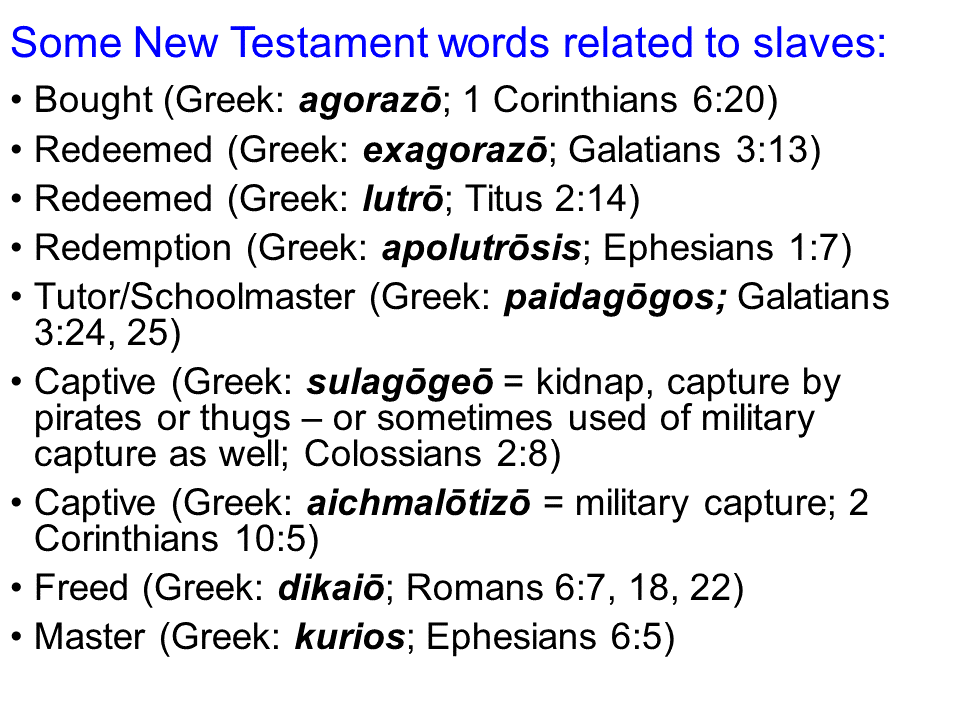 Some New Testament words related to slaves:
• Bought (Greek: agorazō; 1 Corinthians 6:20)
• Redeemed (Greek: exagorazō; Galatians 3:13)
• Redeemed (Greek: lutrō; Titus 2:14)
• Redemption (Greek: apolutrōsis; Ephesians 1:7)
• Tutor/Schoolmaster (Greek: paidagōgos; Galatians
3:24, 25)
• Captive (Greek: sulagōgeō = kidnap, capture by
pirates or thugs – or sometimes used of military
capture as well; Colossians 2:8)
• Captive (Greek: aichmalōtizō = military capture; 2
Corinthians 10:5)
• Freed (Greek: dikaiō; Romans 6:7, 18, 22)
• Master (Greek: kurios; Ephesians 6:5)